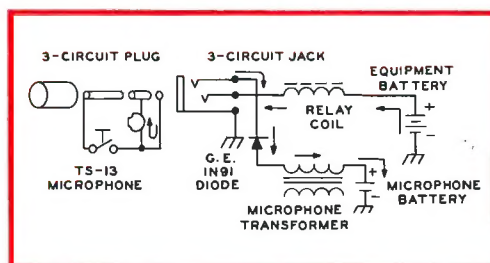 3-CIRCUIT PLUG
3-CIRCUIT JACK
EQUIPMENT
BATTERY
+
-
RELAY
COIL
TS-13
MICROPHONE
G.E.
IN91
DIODE
+
-
MICROPHONE
BATTERY
MICROPHONE
TRANSFORMER